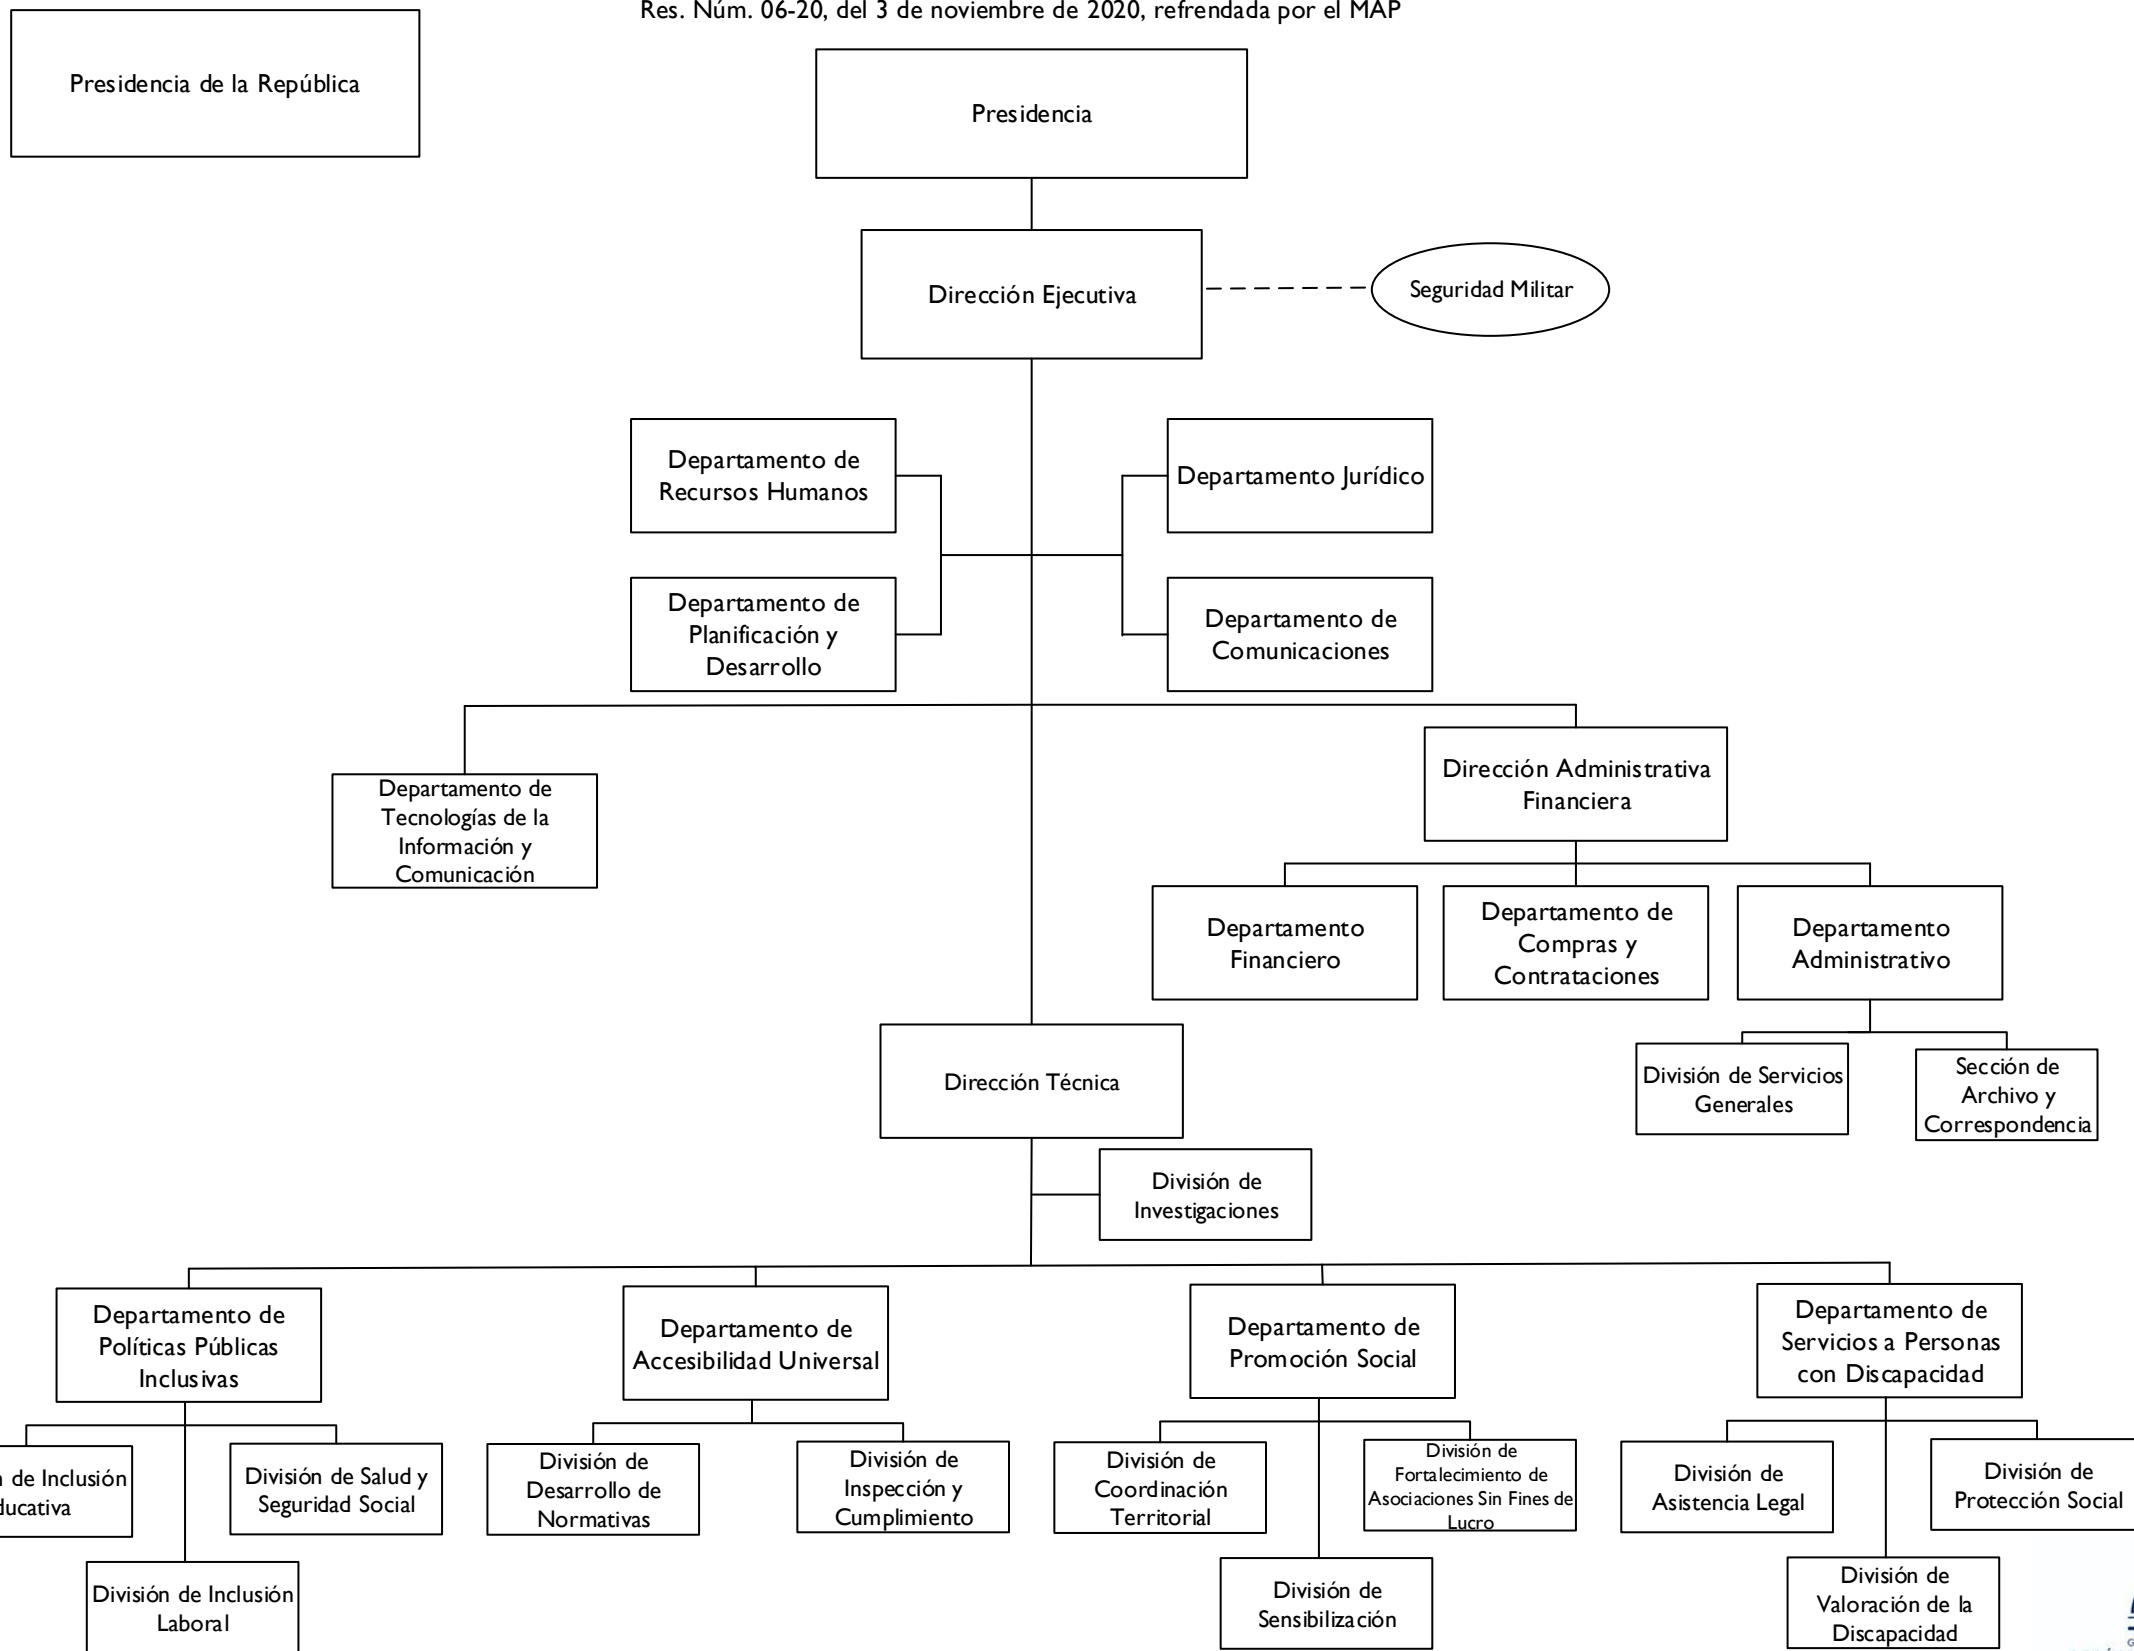 Res. Núm. 06-20, del 3 de noviembre de 2020, refrendada por el MAP
Presidencia de la República
Presidencia
Dirección Ejecutiva
Seguridad Militar
Departamento de
Recursos Humanos
Departamento Jurídico
Departamento de
Planificación y
Desarrollo
Departamento de
Comunicaciones
Departamento de
Tecnologías de la
Información y
Comunicación
Dirección Administrativa
Financiera
Departamento
Financiero
Departamento de
Compras y
Contrataciones
Departamento
Administrativo
División de Servicios
Generales
Sección de
Archivo y
Correspondencia
Dirección Técnica
División de
Investigaciones
Departamento de
Políticas Públicas
Inclusivas
Departamento de
Accesibilidad Universal
Departamento de
Promoción Social
Departamento de
Servicios a Personas
con Discapacidad
de Inclusión
ducativa
División de Salud y
Seguridad Social
División de Inclusión
Laboral
División de
Desarrollo de
Normativas
División de
Inspección y
Cumplimiento
División de
Coordinación
Territorial
División de
Fortalecimiento de
Asociaciones Sin Fines de
Lucro
División de
Sensibilización
División de
Asistencia Legal
División de
Protección Social
División de
Valoración de la
Discapacidad